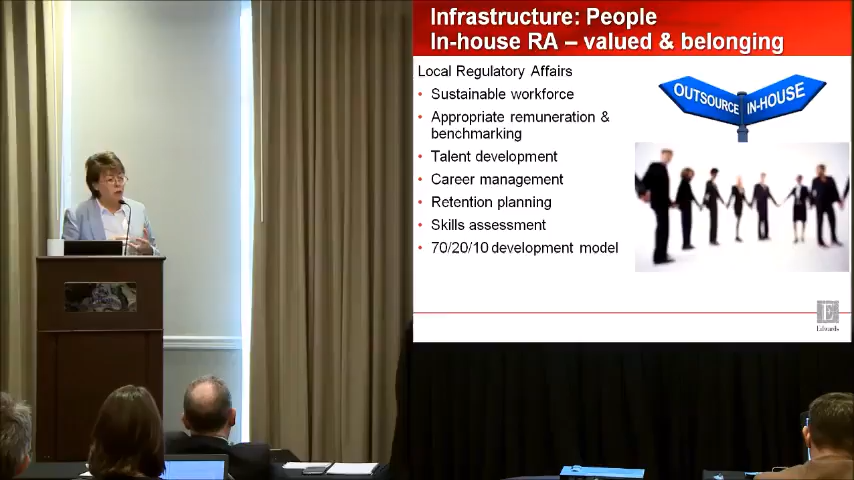 Infrastructure: People
In-house RA – valued & belonging
Local Regulatory Affairs
• Sustainable workforce
• Appropriate remuneration &
benchmarking
• Talent development
• Career management
• Retention planning
• Skills assessment
• 70/20/10 development model
OUTSOURCE IN-HOUSE
E
Edwards